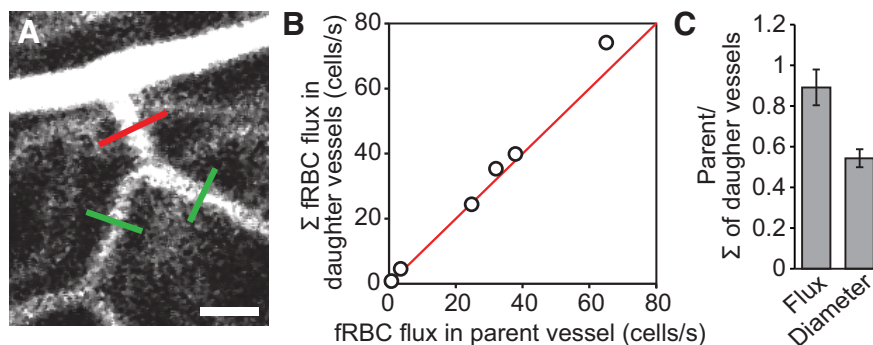 A
B
Σ fRBC flux in
daughter vessels (cells/s)
80
60
40
20
0
0 20 40 60 80
fRBC flux in parent vessel (cells/s)
C
Parent/
Σ of daugher vessels
1.2
1
0.8
0.6
0.4
0.2
0
Flux
Diameter